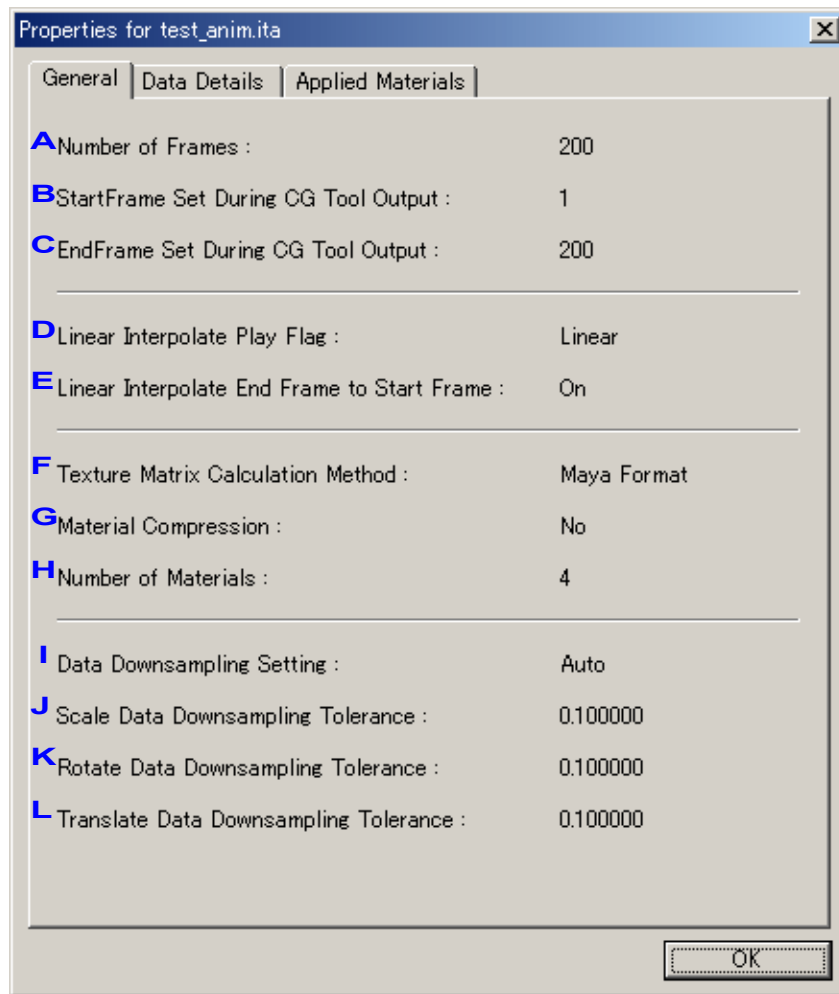 Properties for test_anim.ita
General Data Details Applied Materials
A Number of Frames : 200
B StartFrame Set During CG Tool Output : 1
C EndFrame Set During CG Tool Output : 200
D Linear Interpolate Play Flag : Linear
E Linear Interpolate End Frame to Start Frame : On
F Texture Matrix Calculation Method : Maya Format
G Material Compression : No
H Number of Materials : 4
I Data Downsampling Setting : Auto
J Scale Data Downsampling Tolerance : 0.100000
K Rotate Data Downsampling Tolerance : 0.100000
L Translate Data Downsampling Tolerance : 0.100000
OK